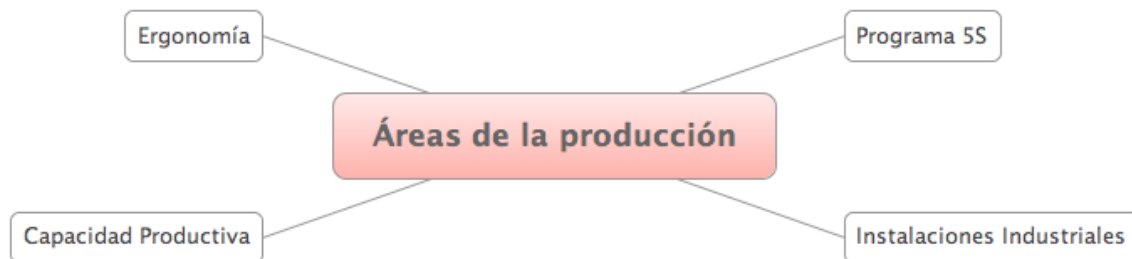 Ergonomía
Programa 5S
Áreas de la producción
Capacidad Productiva
Instalaciones Industriales